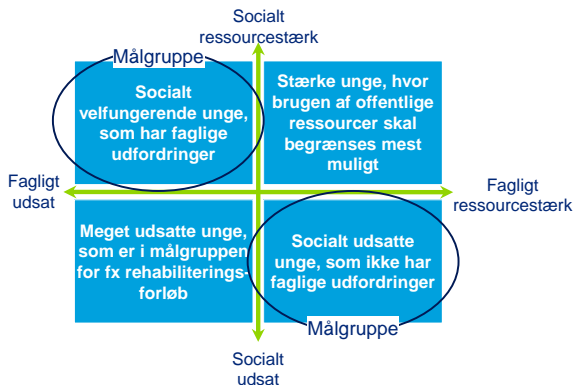 Socialt
ressourcestærk
Målgruppe
Socialt
velfungerende unge,
som har faglige
udfordringer
Stærke unge, hvor
brugen af offentlige
ressourcer skal
begrænses mest
muligt
Fagligt
udsat
Fagligt
ressourcestærk
Meget udsatte unge,
som er i målgruppen
for fx rehabiliterings-
forløb
Socialt udsatte
unge, som ikke har
faglige udfordringer
Målgruppe
Socialt
udsat